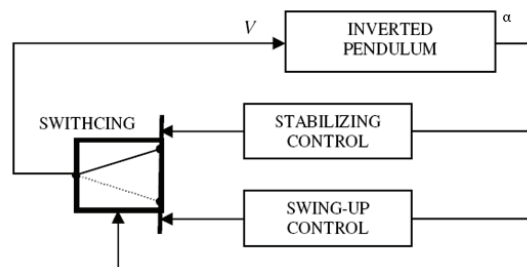 V
INVERTED
PENDULUM
α
SWITHCING
STABILIZING
CONTROL
SWING-UP
CONTROL